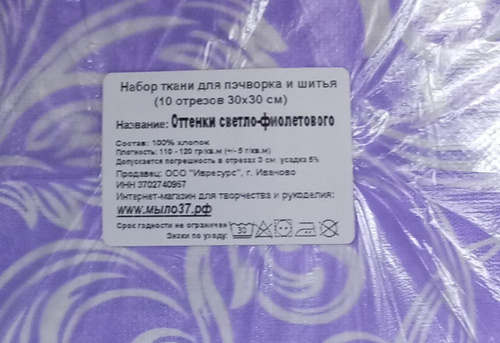 Набор ткани для пэчворка и шитья
(10 отрезов 30х30 см)
Название: Оттенки светло-фиолетового
Состав: 100% хлопок
Плотность: 110 - 120 гр/кв.м (+/- 5 г/кв.м)
Допускается погрешность в отрезах 3 см, усадка 5%
Продавец: ООО "Ивресурс", г. Иваново
ИНН 3702740957
Интернет-магазин для творчества и рукоделия:
www.мыло37.рф
Срок годности не ограничен
Знаки по уходу: 30